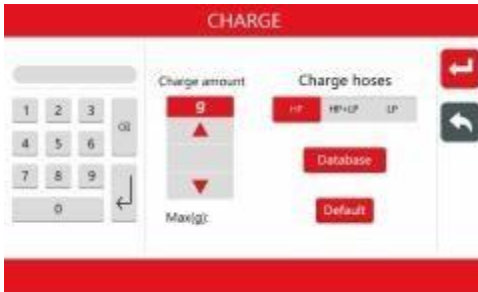 CHARGE
Charge amount
Charge hoses
g
HP HP+LP LP
1 2 3
4 5 6
7 8 9
0
Database
Default
Max(g):